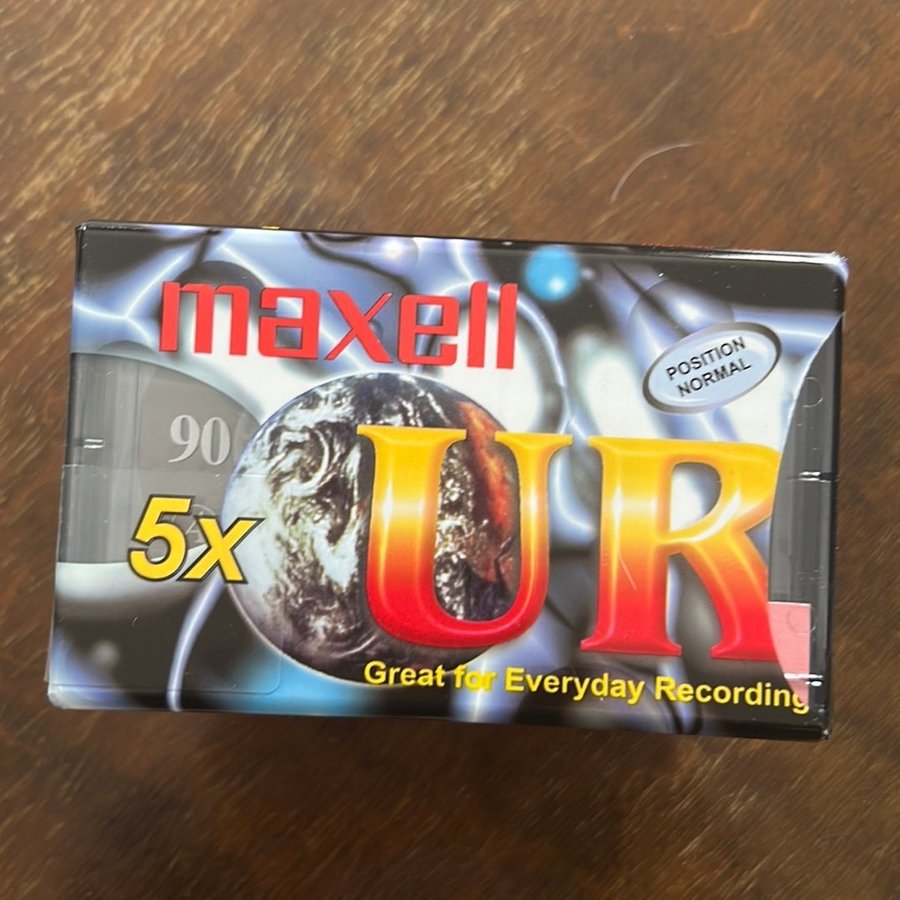 maxell
POSITION
NORMAL
90
5x
UR
Great for Everyday Recording